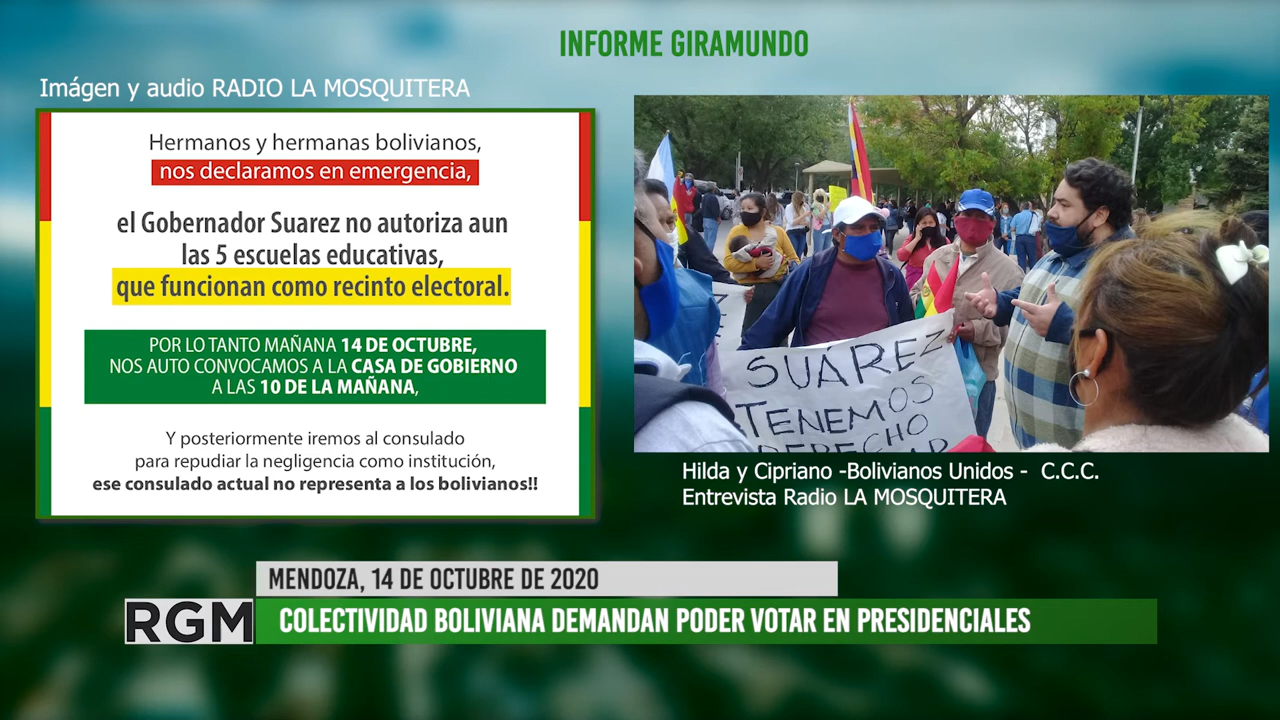 INFORME GIRAMUNDO
Imágen y audio RADIO LA MOSQUITERA
Hermanos y hermanas bolivianos,
nos declaramos en emergencia,
el Gobernador Suarez no autoriza aun
las 5 escuelas educativas,
que funcionan como recinto electoral.
POR LO TANTO MAÑANA 14 DE OCTUBRE,
NOS AUTO CONVOCAMOS A LA CASA DE GOBIERNO
A LAS 10 DE LA MAÑANA,
Y posteriormente iremos al consulado
para repudiar la negligencia como institución,
ese consulado actual no representa a los bolivianos!!
SUÁREZ
TENEMOS
DERECHO
Hilda y Cipriano -Bolivianos Unidos - C.C.C.
Entrevista Radio LA MOSQUITERA
MENDOZA, 14 DE OCTUBRE DE 2020
RGM
COLECTIVIDAD BOLIVIANA DEMANDAN PODER VOTAR EN PRESIDENCIALES